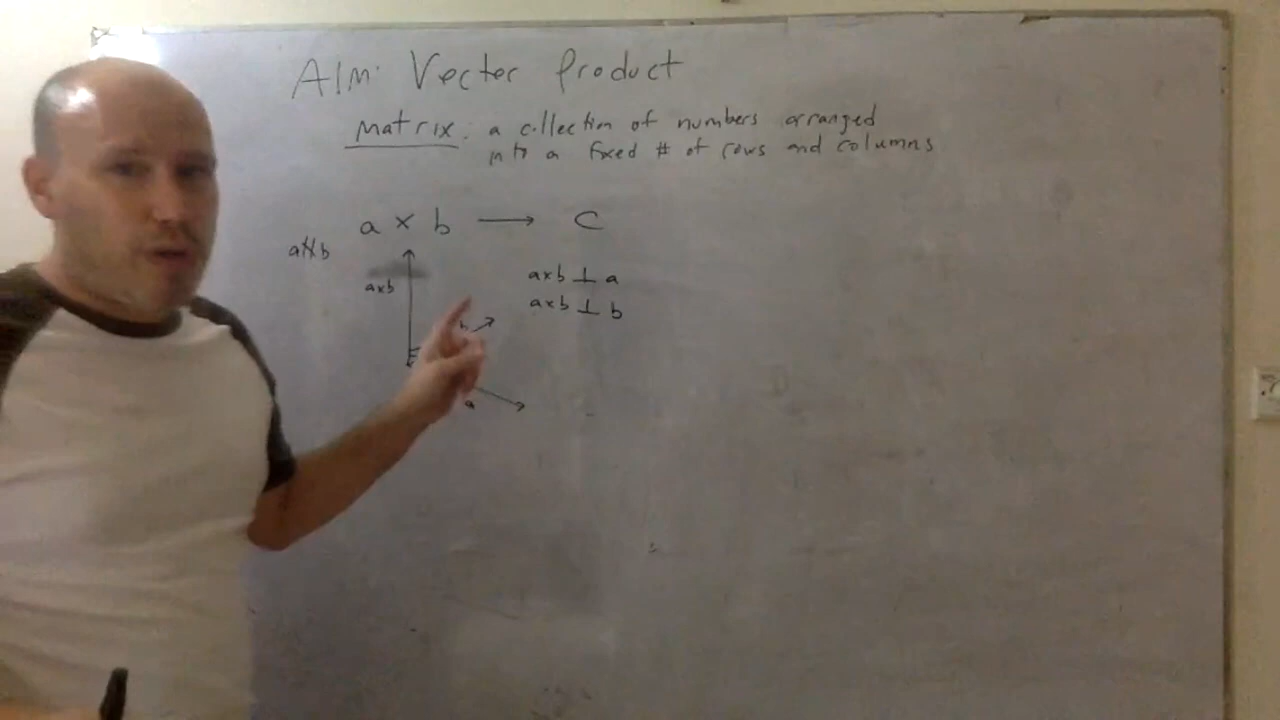 AIM: Vector Product
Matrix: a collection of numbers arranged
into a fixed # of rows and columns
a × b → c
a∦b
a×b
a×b ⊥ a
a×b ⊥ b
b
a